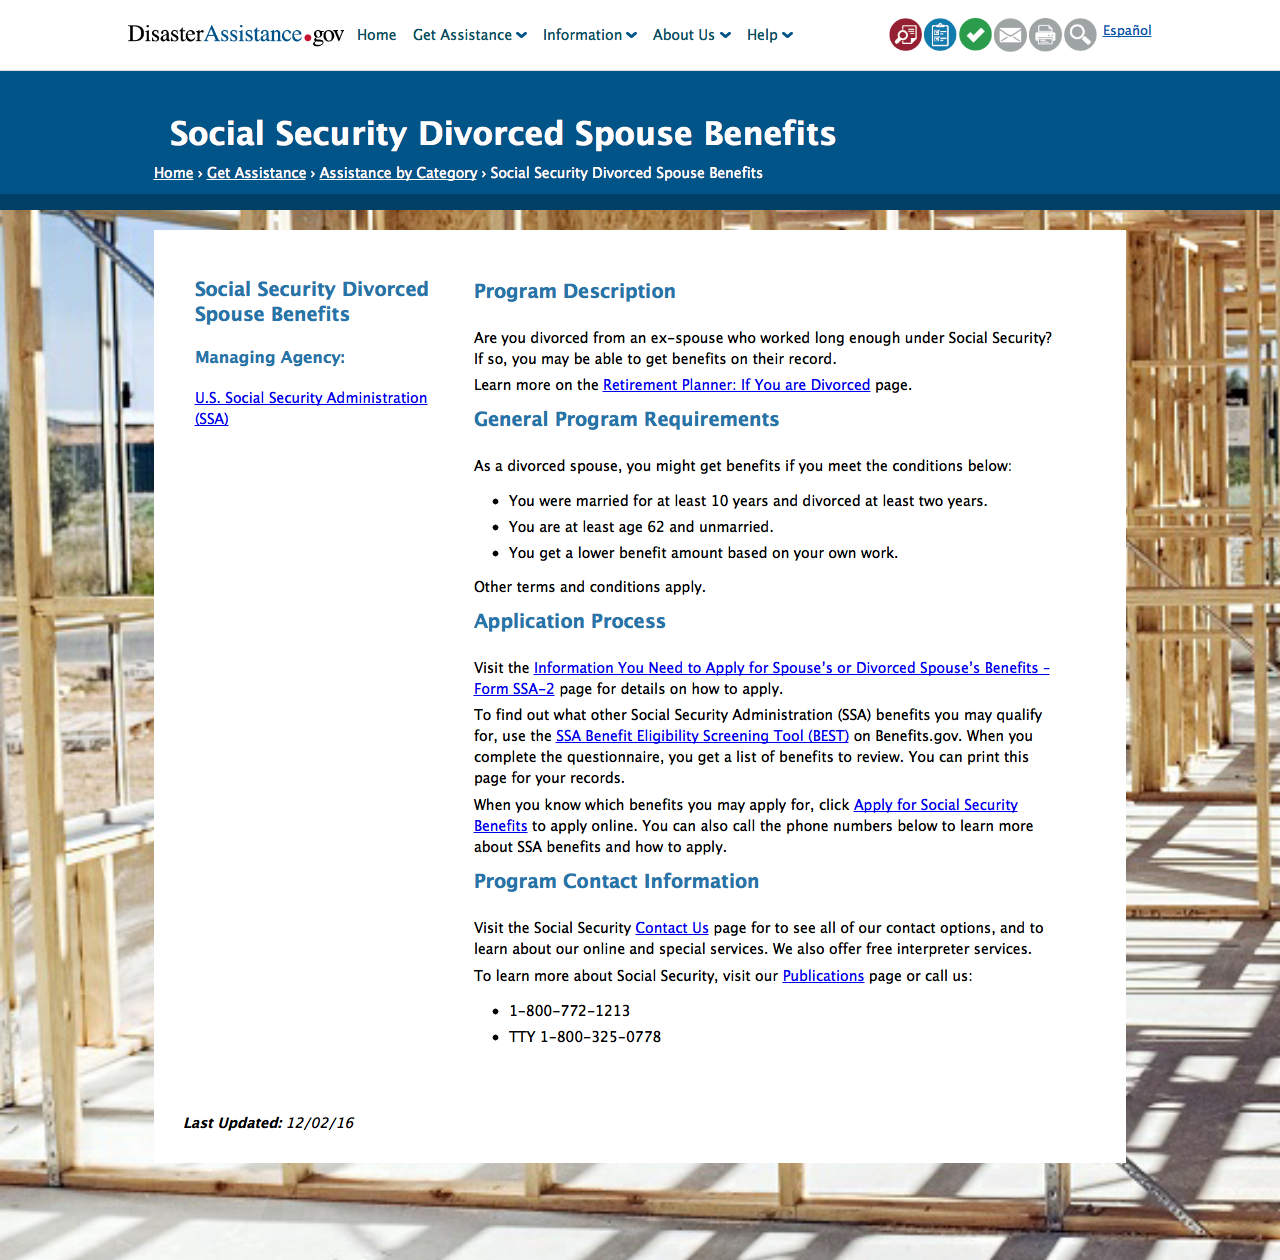 DisasterAssistance.gov Home Get Assistance Information About Us Help Español
Social Security Divorced Spouse Benefits
Home › Get Assistance › Assistance by Category › Social Security Divorced Spouse Benefits
Social Security Divorced
Spouse Benefits
Managing Agency:
U.S. Social Security Administration
(SSA)
Program Description
Are you divorced from an ex-spouse who worked long enough under Social Security?
If so, you may be able to get benefits on their record.
Learn more on the Retirement Planner: If You are Divorced page.
General Program Requirements
As a divorced spouse, you might get benefits if you meet the conditions below:
• You were married for at least 10 years and divorced at least two years.
• You are at least age 62 and unmarried.
• You get a lower benefit amount based on your own work.
Other terms and conditions apply.
Application Process
Visit the Information You Need to Apply for Spouse’s or Divorced Spouse’s Benefits -
Form SSA-2 page for details on how to apply.
To find out what other Social Security Administration (SSA) benefits you may qualify
for, use the SSA Benefit Eligibility Screening Tool (BEST) on Benefits.gov. When you
complete the questionnaire, you get a list of benefits to review. You can print this
page for your records.
When you know which benefits you may apply for, click Apply for Social Security
Benefits to apply online. You can also call the phone numbers below to learn more
about SSA benefits and how to apply.
Program Contact Information
Visit the Social Security Contact Us page for to see all of our contact options, and to
learn about our online and special services. We also offer free interpreter services.
To learn more about Social Security, visit our Publications page or call us:
• 1-800-772-1213
• TTY 1-800-325-0778
Last Updated: 12/02/16